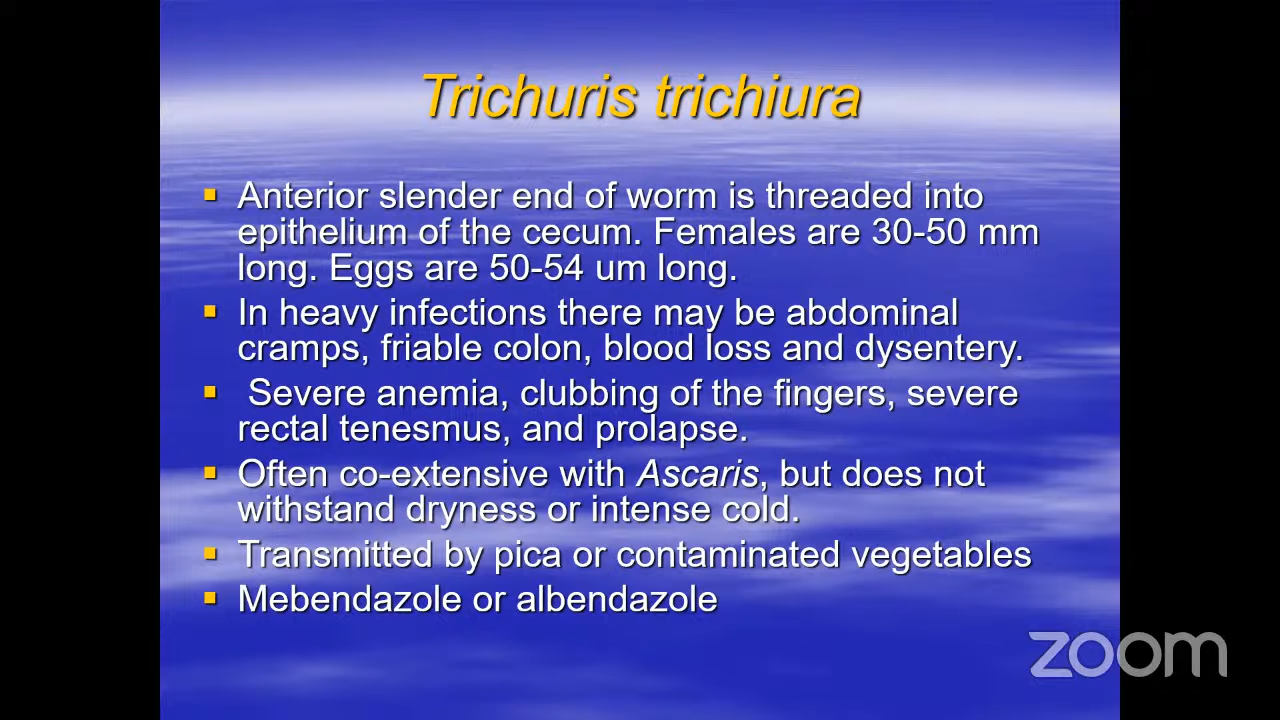 Trichuris trichiura
▪ Anterior slender end of worm is threaded into
epithelium of the cecum. Females are 30-50 mm
long. Eggs are 50-54 um long.
▪ In heavy infections there may be abdominal
cramps, friable colon, blood loss and dysentery.
▪ Severe anemia, clubbing of the fingers, severe
rectal tenesmus, and prolapse.
▪ Often co-extensive with Ascaris, but does not
withstand dryness or intense cold.
▪ Transmitted by pica or contaminated vegetables
▪ Mebendazole or albendazole
zoom